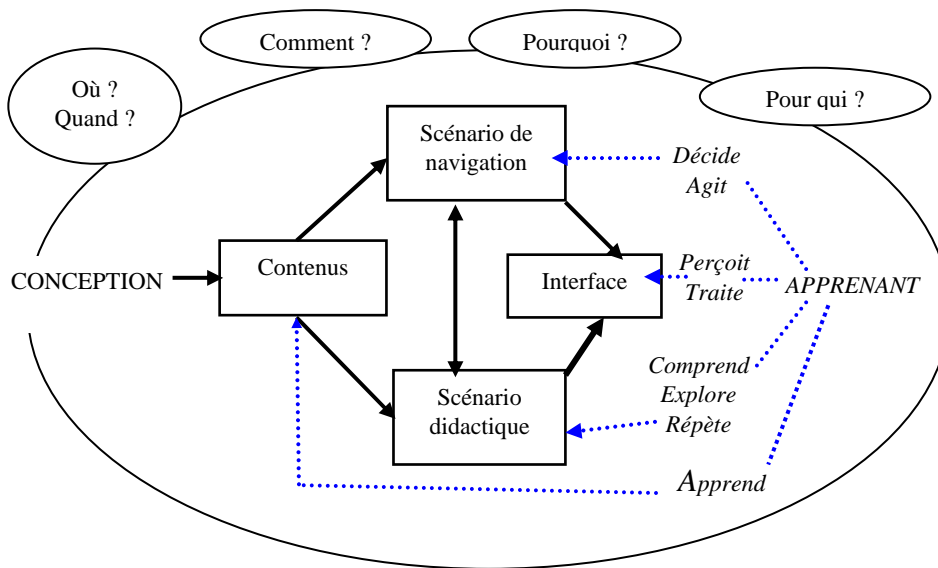 Comment ?
Pourquoi ?
Où ?
Quand ?
Pour qui ?
Scénario de
navigation
Décide
Agit
CONCEPTION
Contenus
Interface
Perçoit
Traite
APPRENANT
Scénario
didactique
Comprend
Explore
Répète
Apprend